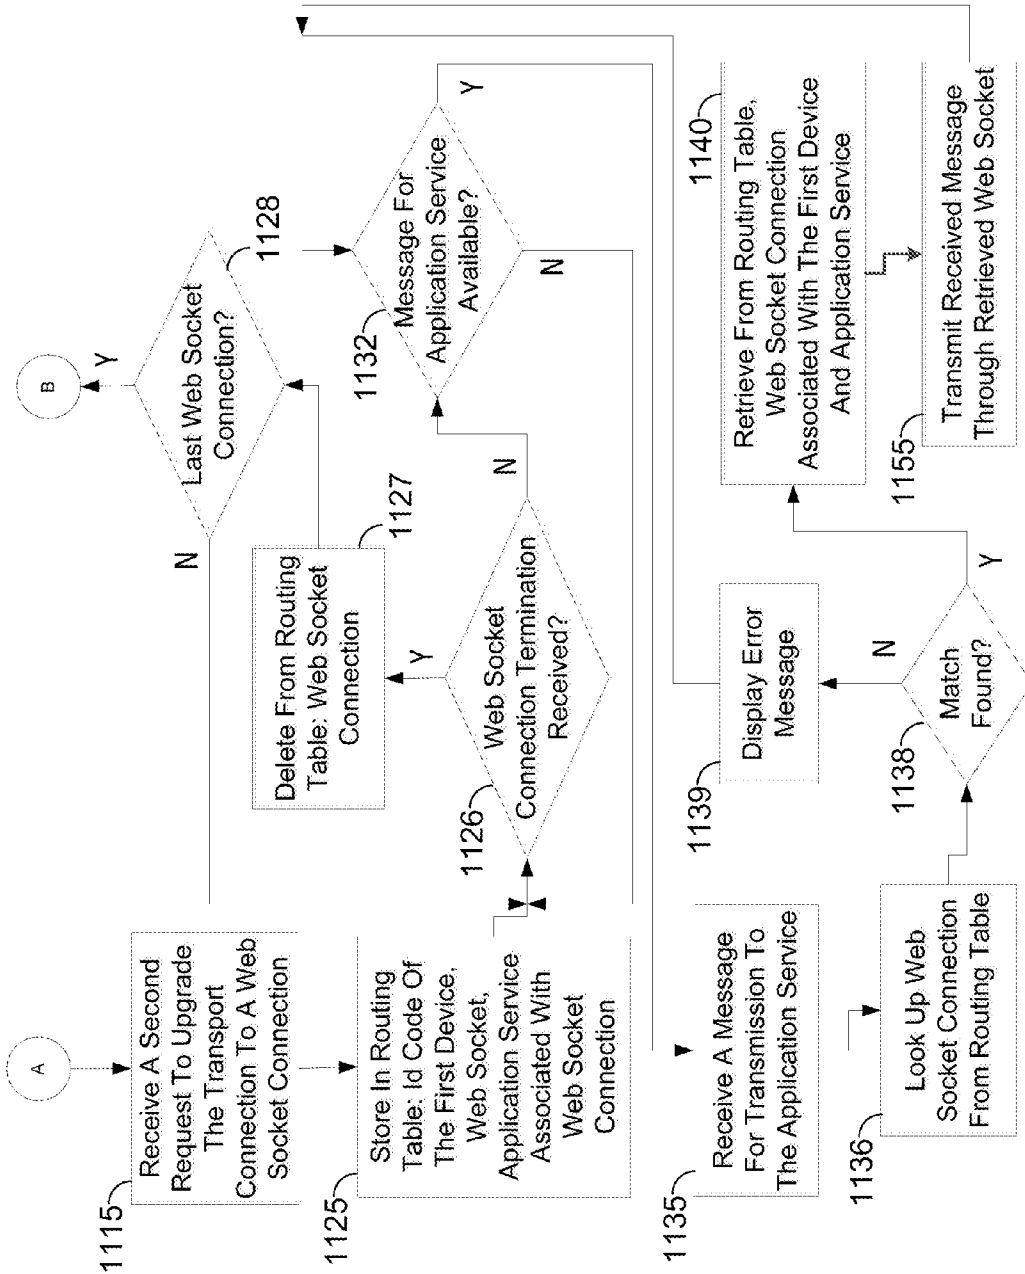 A
1115
Receive A Second
Request To Upgrade
The Transport
Connection To A Web
Socket Connection
1125
Store In Routing
Table: Id Code Of
The First Device,
Web Socket,
Application Service
Associated With
Web Socket
Connection
1126
Web Socket
Connection Termination
Received?
Y
N
1127
Delete From Routing
Table: Web Socket
Connection
1128
Last Web Socket
Connection?
Y
N
B
1132
Message For
Application Service
Available?
Y
N
1135
Receive A Message
For Transmission To
The Application Service
1136
Look Up Web
Socket Connection
From Routing Table
1138
Match
Found?
N
Y
1139
Display Error
Message
1140
Retrieve From Routing Table,
Web Socket Connection
Associated With The First Device
And Application Service
1155
Transmit Received Message
Through Retrieved Web Socket